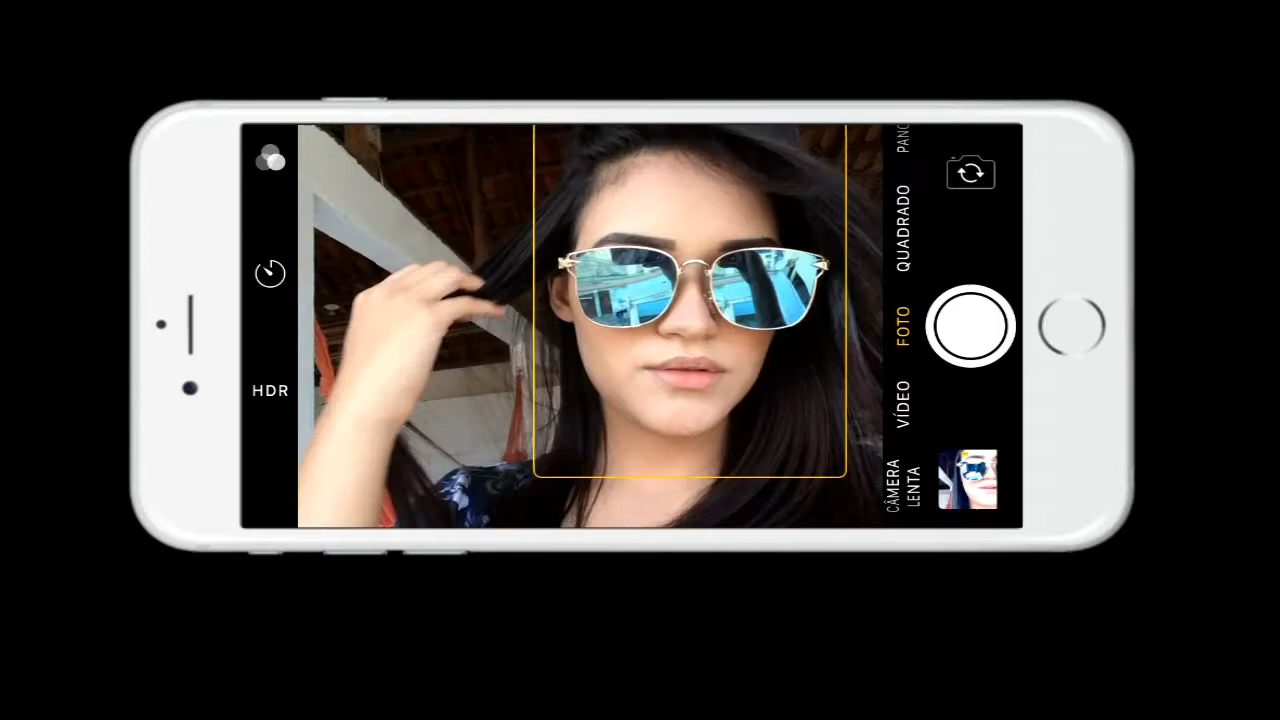 HDR
PANO
QUADRADO
FOTO
VÍDEO
CÂMERA
LENTA